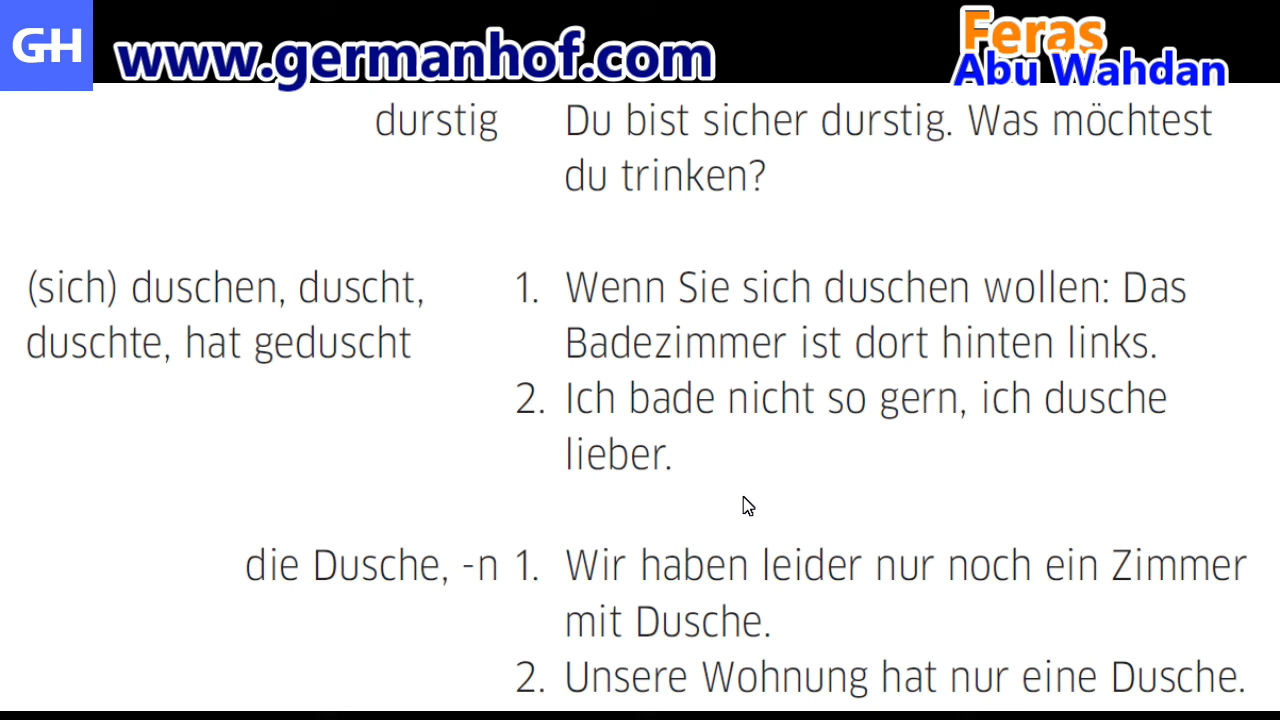 GH www.germanhof.com Feras
Abu Wahdan
durstig Du bist sicher durstig. Was möchtest
du trinken?
(sich) duschen, duscht, 1. Wenn Sie sich duschen wollen: Das
duschte, hat geduscht Badezimmer ist dort hinten links.
2. Ich bade nicht so gern, ich dusche
lieber.
die Dusche, -n 1. Wir haben leider nur noch ein Zimmer
mit Dusche.
2. Unsere Wohnung hat nur eine Dusche.